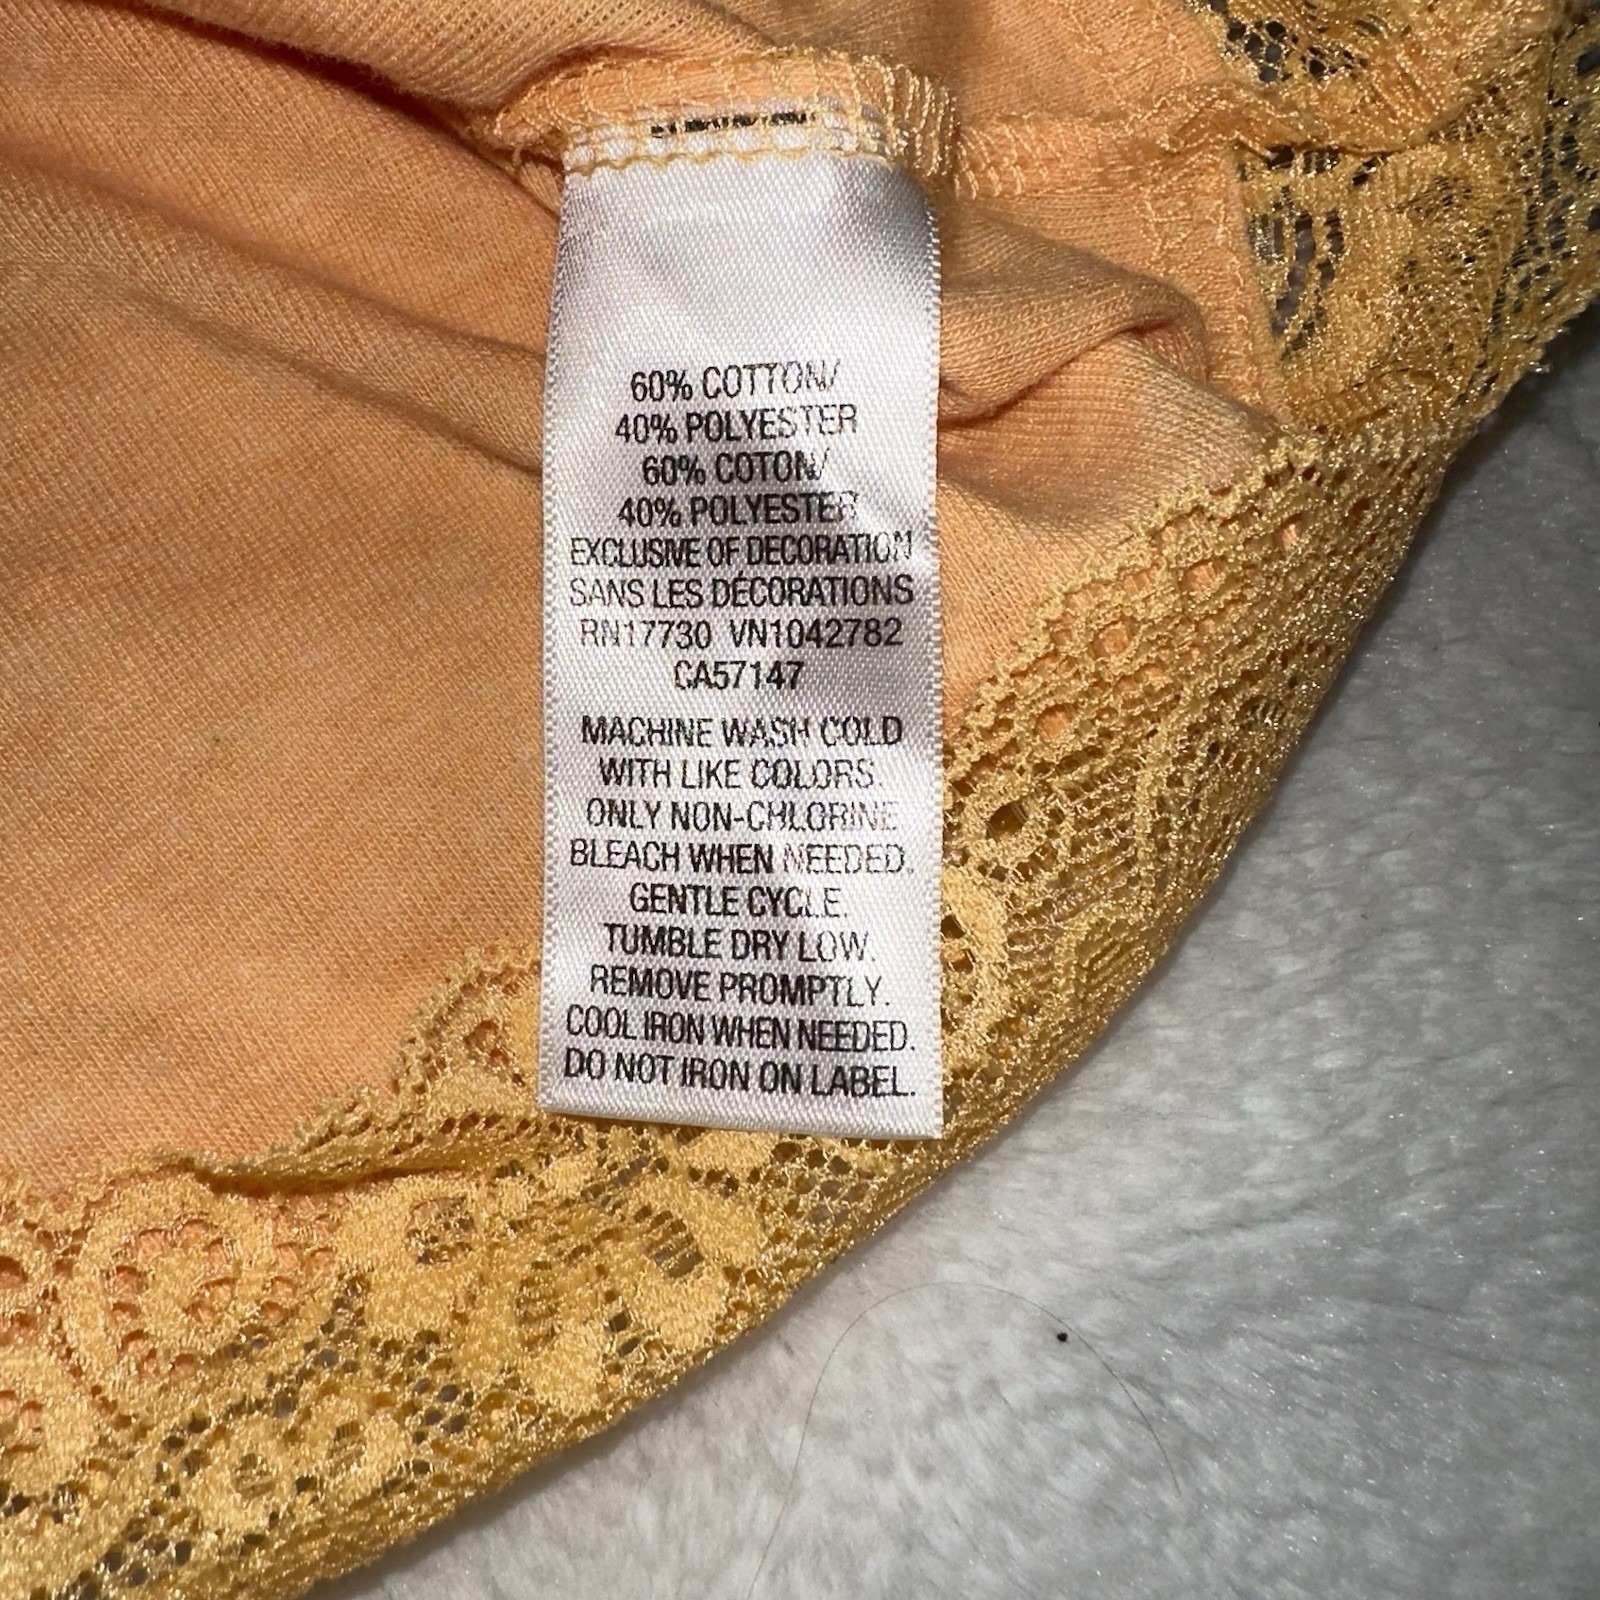 60% COTTON/
40% POLYESTER
60% COTON/
40% POLYESTER
EXCLUSIVE OF DECORATION
SANS LES DÉCORATIONS
RN17730 VN1042782
CA57147
MACHINE WASH COLD
WITH LIKE COLORS.
ONLY NON-CHLORINE
BLEACH WHEN NEEDED.
GENTLE CYCLE.
TUMBLE DRY LOW.
REMOVE PROMPTLY.
COOL IRON WHEN NEEDED.
DO NOT IRON ON LABEL.